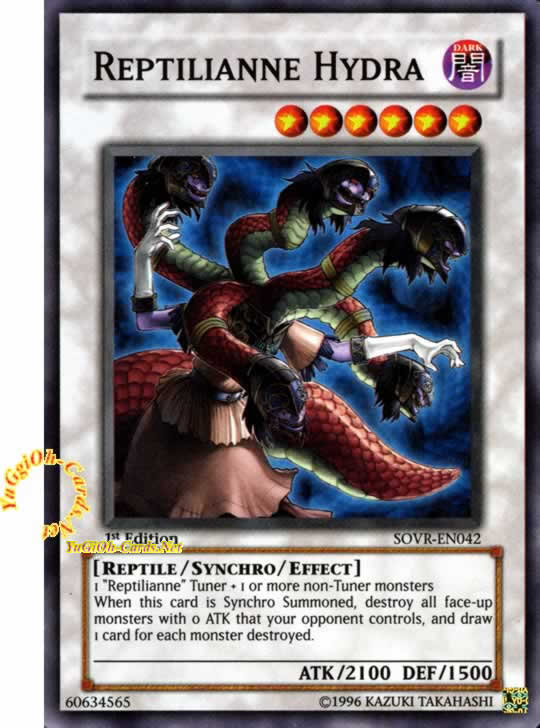 REPTILIANNE HYDRA
DARK
闇
YuGiOh-Cards.Net
1st Edition
SOVR-EN042
YuGiOh-Cards.Net
[REPTILE/SYNCHRO/EFFECT]
1 "Reptilianne" Tuner + 1 or more non-Tuner monsters
When this card is Synchro Summoned, destroy all face-up
monsters with 0 ATK that your opponent controls, and draw
1 card for each monster destroyed.
ATK/2100 DEF/1500
60634565
©1996 KAZUKI TAKAHASHI